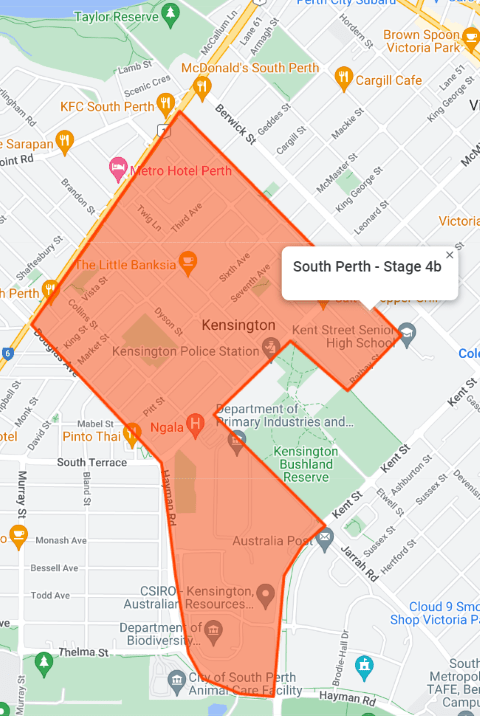 Perth City Subaru
Taylor Reserve
McCallum Ln
Lane 61
Armagh St
Hordern St
Brown Spoon
Victoria Park
Lamb St
McDonald's South Perth
Scenic Cres
Cargill Cafe
Lane 51
King George St
KFC South Perth
Berwick St
Geddes St
Cargill St
Mackie St
Sarapan
1
Metro Hotel Perth
McMaster St
King George St
Brandon St
Leonard St
Twig Ln
Third Ave
Victoria
Shaftesbury St
South Perth - Stage 4b
×
The Little Banksia
Sixth Ave
Seventh Ave
Vista St
Perth
Collins St
King St
Market St
Dyson St
Kensington
Kent Street Senior
High School
Douglas Ave
Kensington Police Station
6
Rathay St
Kent St
Monk St
David St
Pitt St
Mabel St
Pinto Thai
Ngala
Department of
Primary Industries and...
Kensington
Bushland
Reserve
South Terrace
Kent St
Ashburton St
Sussex St
Devenish
Murray St
Bland St
Hayman Rd
Etwell St
Kent St
Sussex St
Hertford St
Monash Ave
Australia Post
Jarrah Rd
Bessell Ave
Todd Ave
CSIRO - Kensington,
Australian Resources...
Cloud 9 Smo
Shop Victoria Pa
Department of
Biodiversity...
Thelma St
Brodie-Hall Dr
City of South Perth
Animal Care Facility
Murray St
Hayman Rd
South
Metropol
TAFE, Ben
Camp